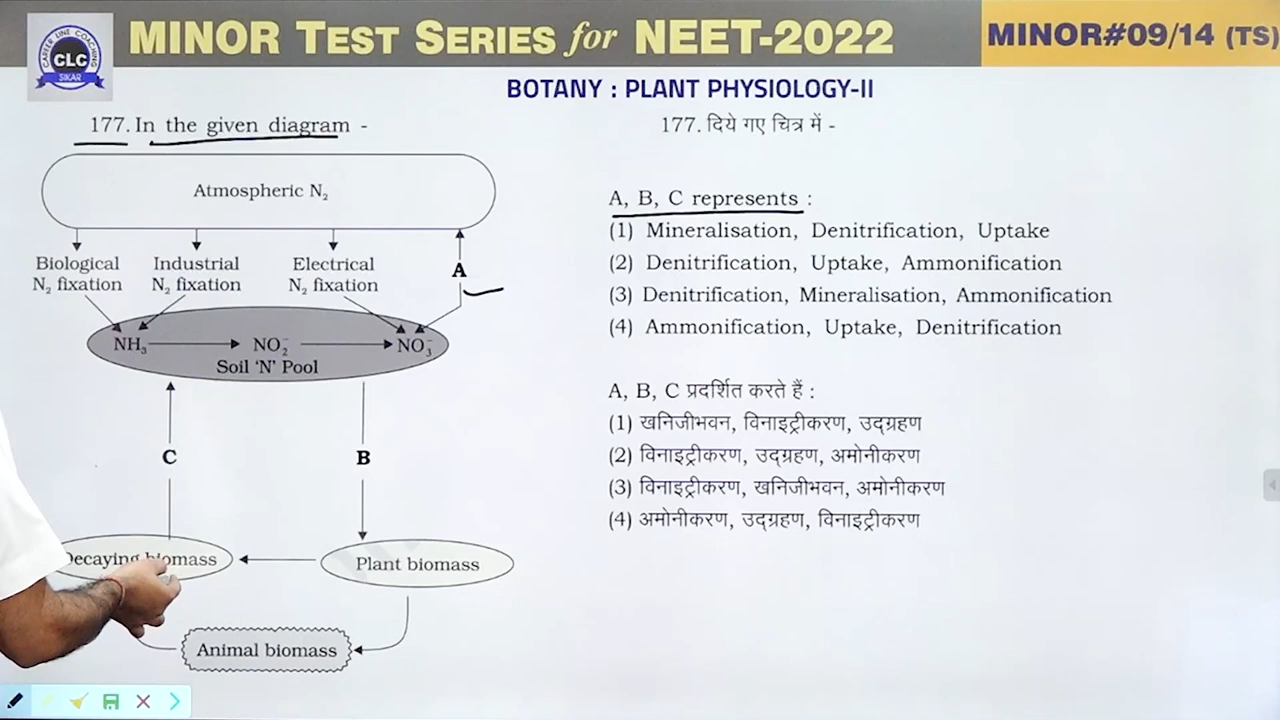 CAREER LINE COACHING
CLC
SIKAR
MINOR TEST SERIES for NEET-2022
MINOR#09/14 (TS)
BOTANY : PLANT PHYSIOLOGY-II
177. In the given diagram -
Atmospheric N₂
Biological N₂ fixation
Industrial N₂ fixation
Electrical N₂ fixation
A
NH₃
NO₂⁻
NO₃⁻
Soil 'N' Pool
C
B
Decaying biomass
Plant biomass
Animal biomass
177. दिये गए चित्र में -
A, B, C represents :
(1) Mineralisation, Denitrification, Uptake
(2) Denitrification, Uptake, Ammonification
(3) Denitrification, Mineralisation, Ammonification
(4) Ammonification, Uptake, Denitrification
A, B, C प्रदर्शित करते हैं :
(1) खनिजीभवन, विनाइट्रीकरण, उद्ग्रहण
(2) विनाइट्रीकरण, उद्ग्रहण, अमोनीकरण
(3) विनाइट्रीकरण, खनिजीभवन, अमोनीकरण
(4) अमोनीकरण, उद्ग्रहण, विनाइट्रीकरण